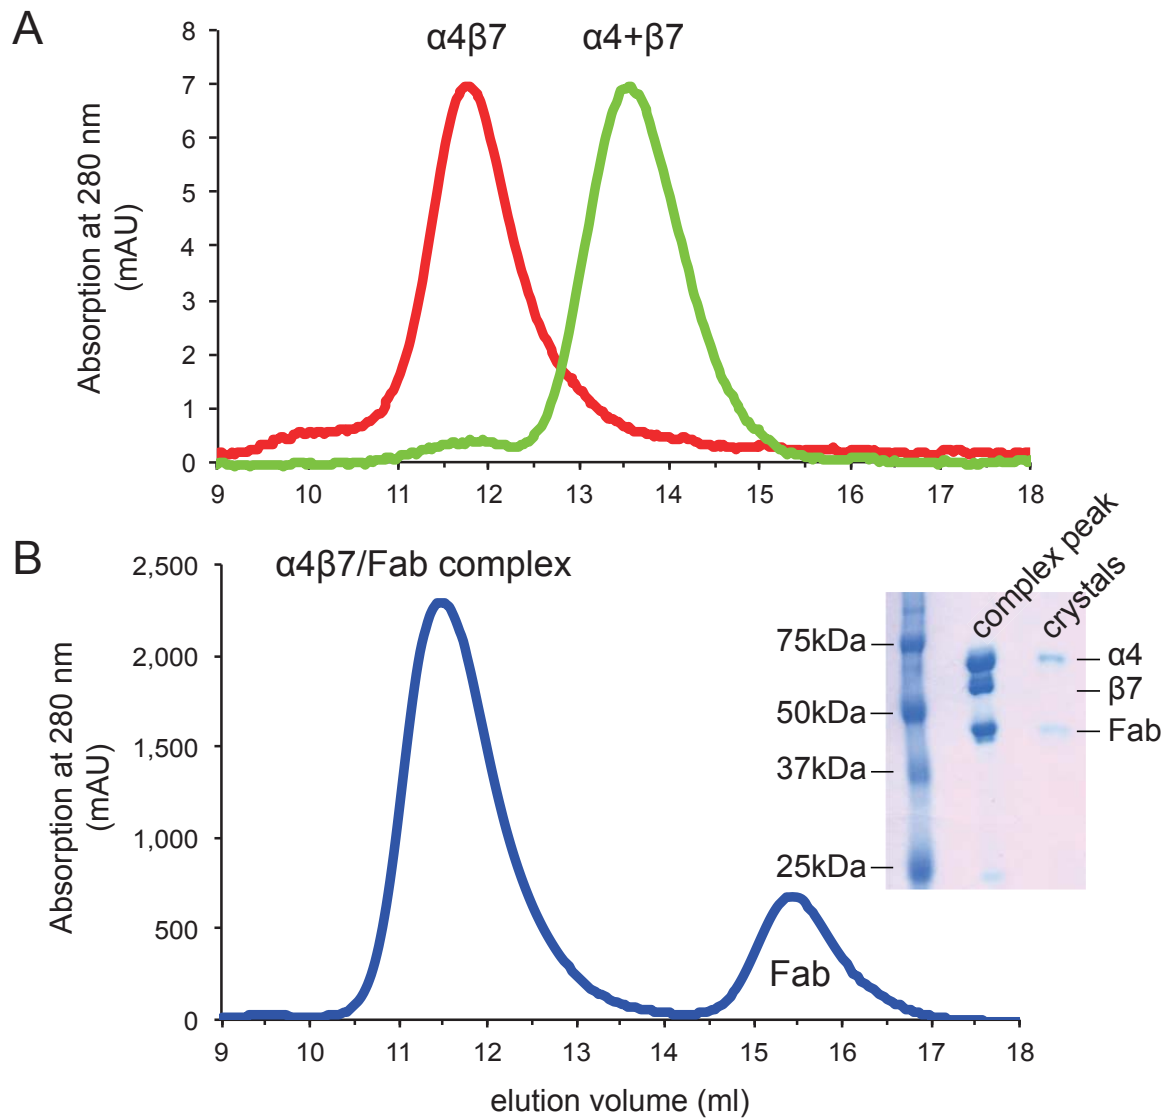 A
α4β7
α4+β7
Absorption at 280 nm
(mAU)
8
7
6
5
4
3
2
1
0
9 10 11 12 13 14 15 16 17 18
B
α4β7/Fab complex
Absorption at 280 nm
(mAU)
2,500
2,000
1,500
1,000
500
0
Fab
complex peak
crystals
75kDa
50kDa
37kDa
25kDa
α4
β7
Fab
9 10 11 12 13 14 15 16 17 18
elution volume (ml)